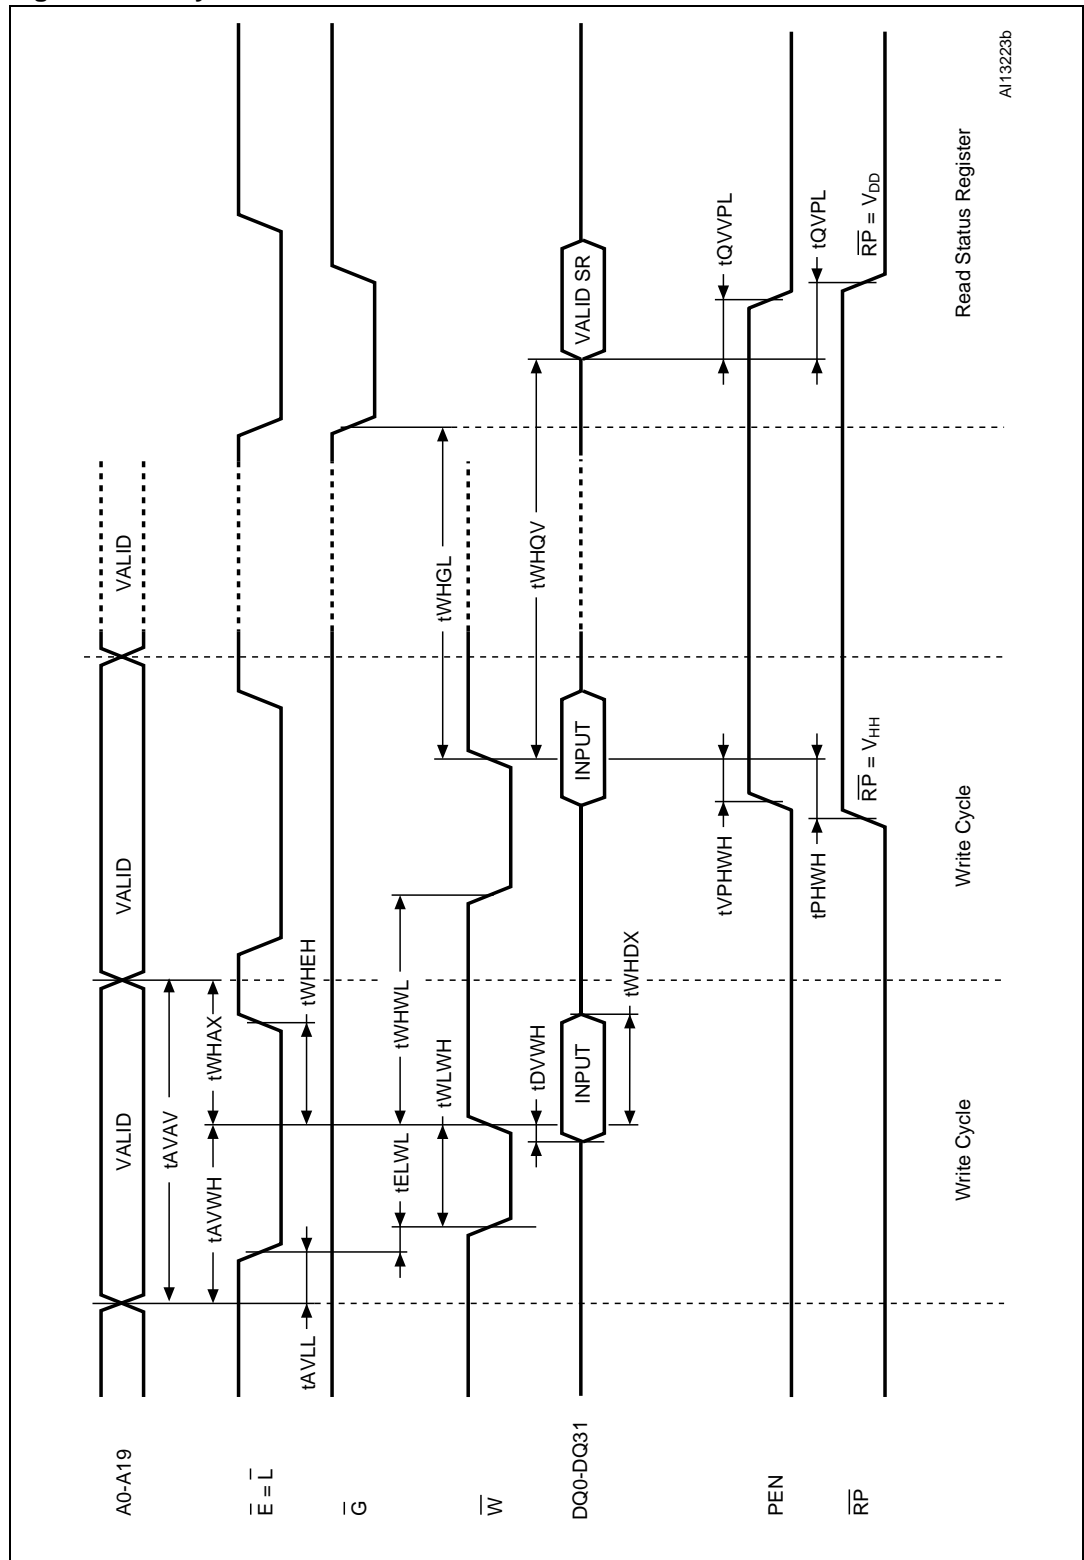 A0-A19
VALID
VALID
VALID
tAVAV
tAVWH
tWHAX
E = L
tAVLL
tWHEH
G
tELWL
tWHWL
tWLWH
tWHGL
W
tDVWH
tWHQV
DQ0-DQ31
INPUT
INPUT
VALID SR
tWHDX
tVPHWH
tQVVPL
PEN
tPHWH
tQVPL
RP
RP = VHH
RP = VDD
Write Cycle
Write Cycle
Read Status Register
AI13223b